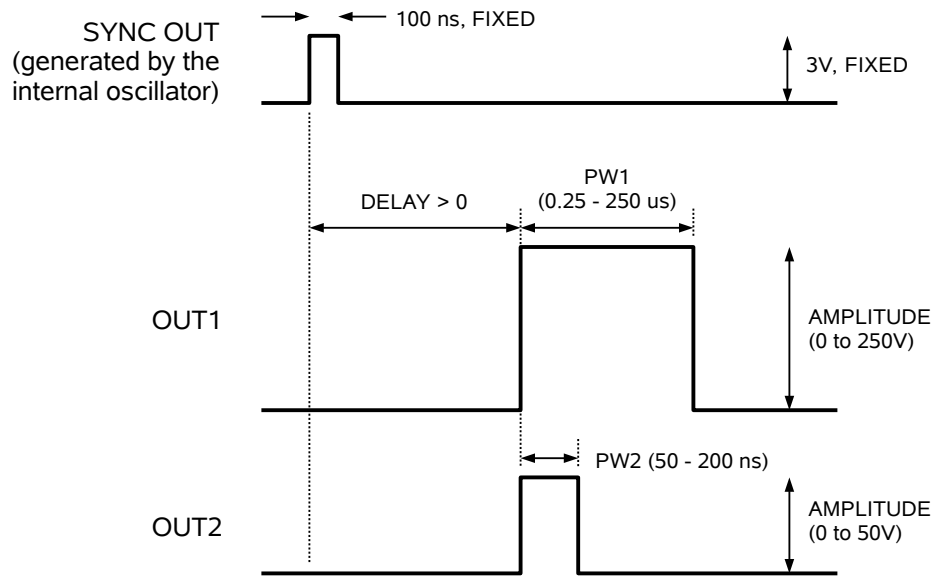 100 ns, FIXED
SYNC OUT
(generated by the
internal oscillator)
3V, FIXED
PW1
(0.25 - 250 us)
DELAY > 0
OUT1
AMPLITUDE
(0 to 250V)
PW2 (50 - 200 ns)
OUT2
AMPLITUDE
(0 to 50V)